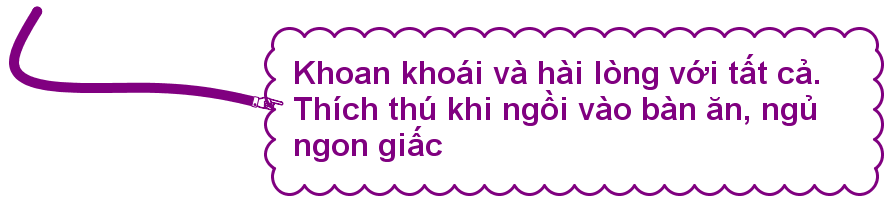 Khoan khoái và hài lòng với tất cả.
Thích thú khi ngồi vào bàn ăn, ngủ
ngon giấc